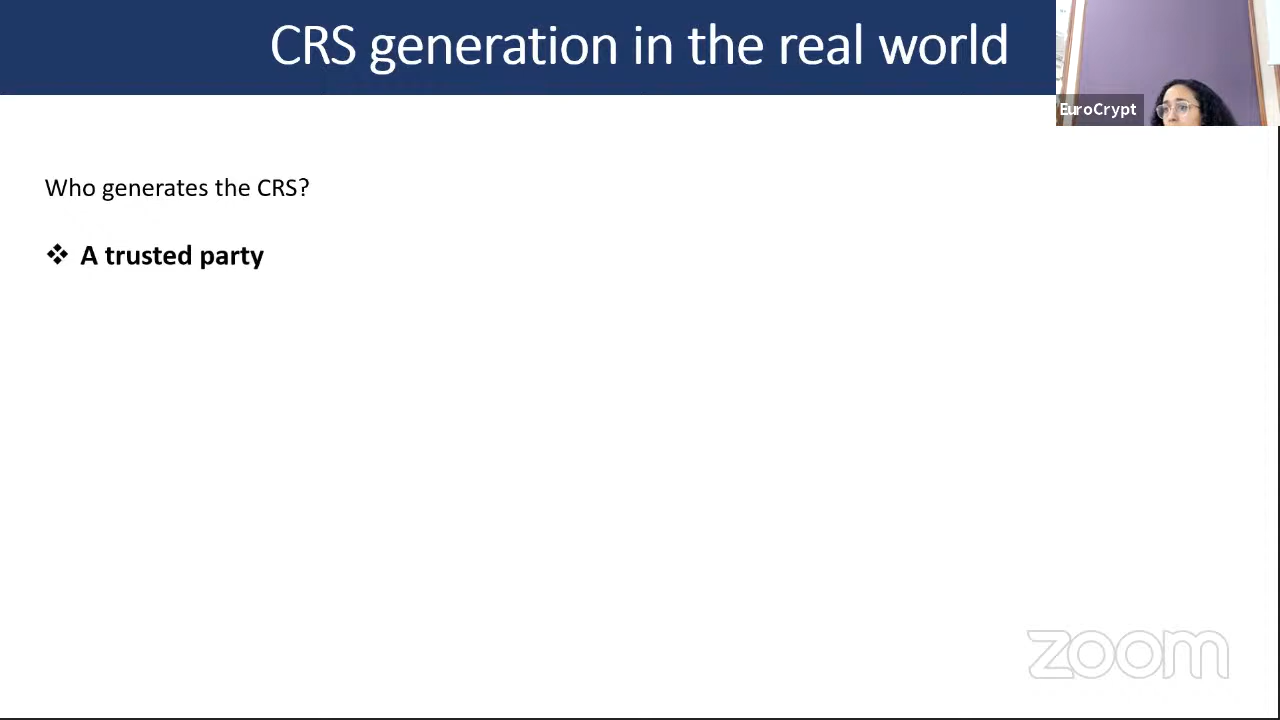 CRS generation in the real world
EuroCrypt
Who generates the CRS?
❖ A trusted party
zoom